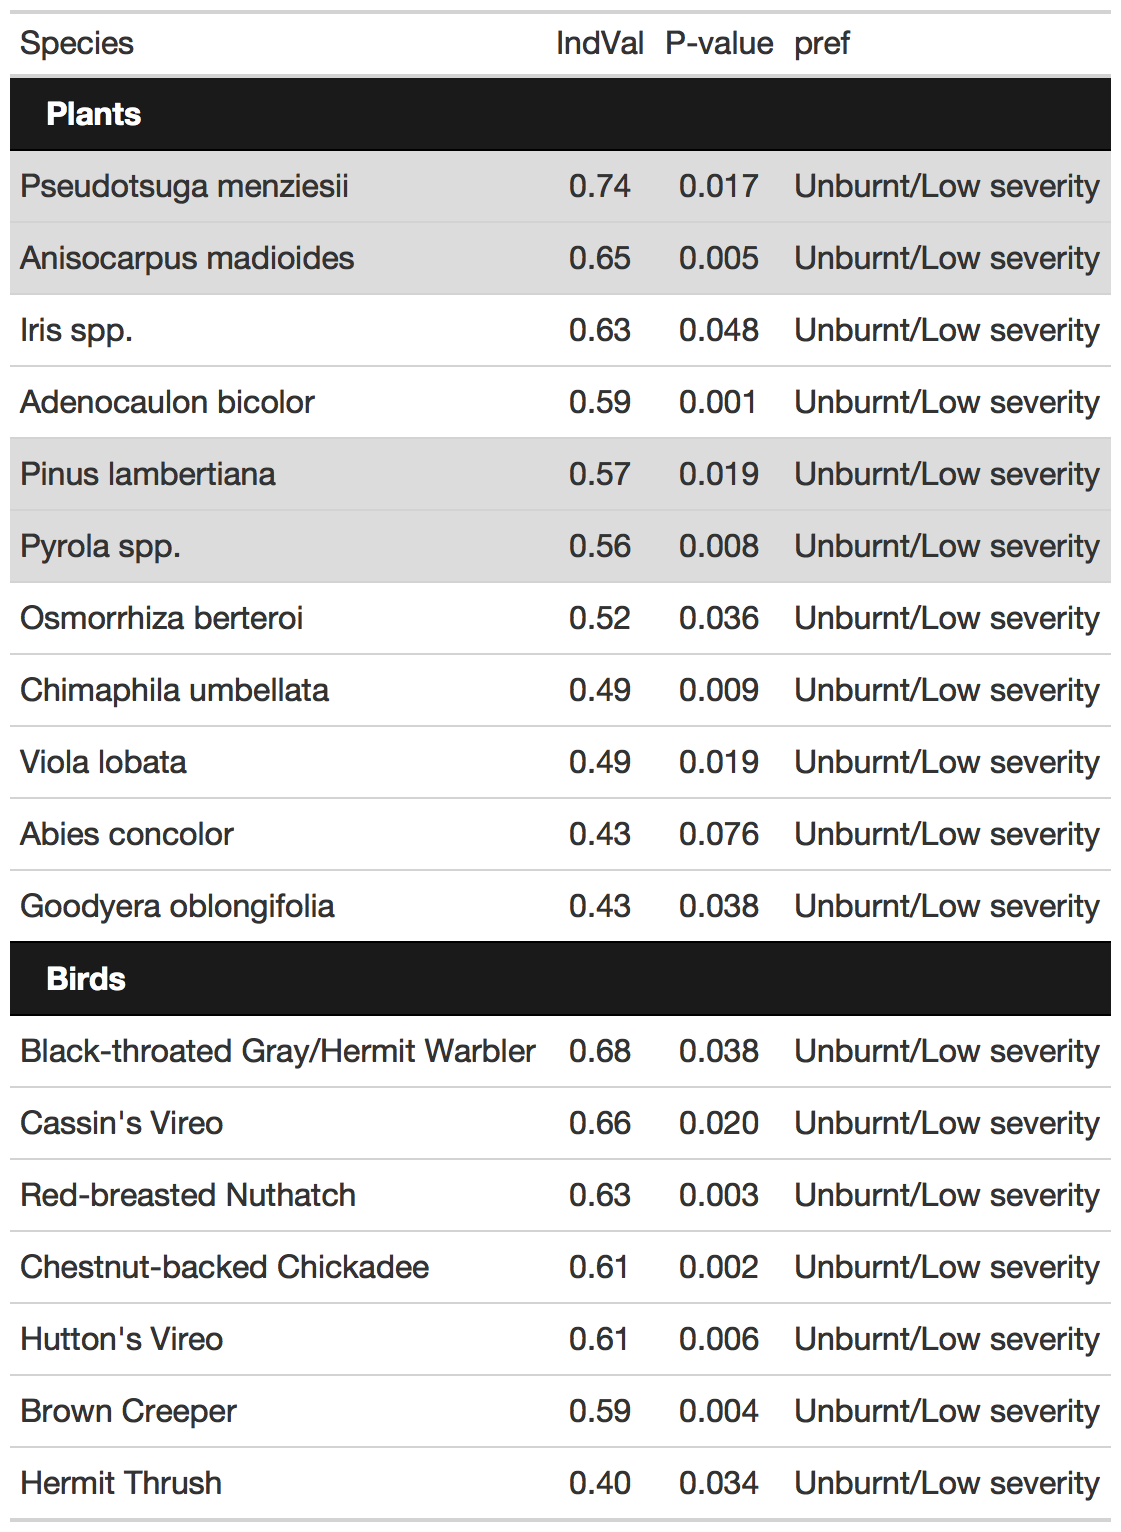 Species IndVal P-value pref
Plants
Pseudotsuga menziesii 0.74 0.017 Unburnt/Low severity
Anisocarpus madioides 0.65 0.005 Unburnt/Low severity
Iris spp. 0.63 0.048 Unburnt/Low severity
Adenocaulon bicolor 0.59 0.001 Unburnt/Low severity
Pinus lambertiana 0.57 0.019 Unburnt/Low severity
Pyrola spp. 0.56 0.008 Unburnt/Low severity
Osmorrhiza berteroi 0.52 0.036 Unburnt/Low severity
Chimaphila umbellata 0.49 0.009 Unburnt/Low severity
Viola lobata 0.49 0.019 Unburnt/Low severity
Abies concolor 0.43 0.076 Unburnt/Low severity
Goodyera oblongifolia 0.43 0.038 Unburnt/Low severity
Birds
Black-throated Gray/Hermit Warbler 0.68 0.038 Unburnt/Low severity
Cassin's Vireo 0.66 0.020 Unburnt/Low severity
Red-breasted Nuthatch 0.63 0.003 Unburnt/Low severity
Chestnut-backed Chickadee 0.61 0.002 Unburnt/Low severity
Hutton's Vireo 0.61 0.006 Unburnt/Low severity
Brown Creeper 0.59 0.004 Unburnt/Low severity
Hermit Thrush 0.40 0.034 Unburnt/Low severity